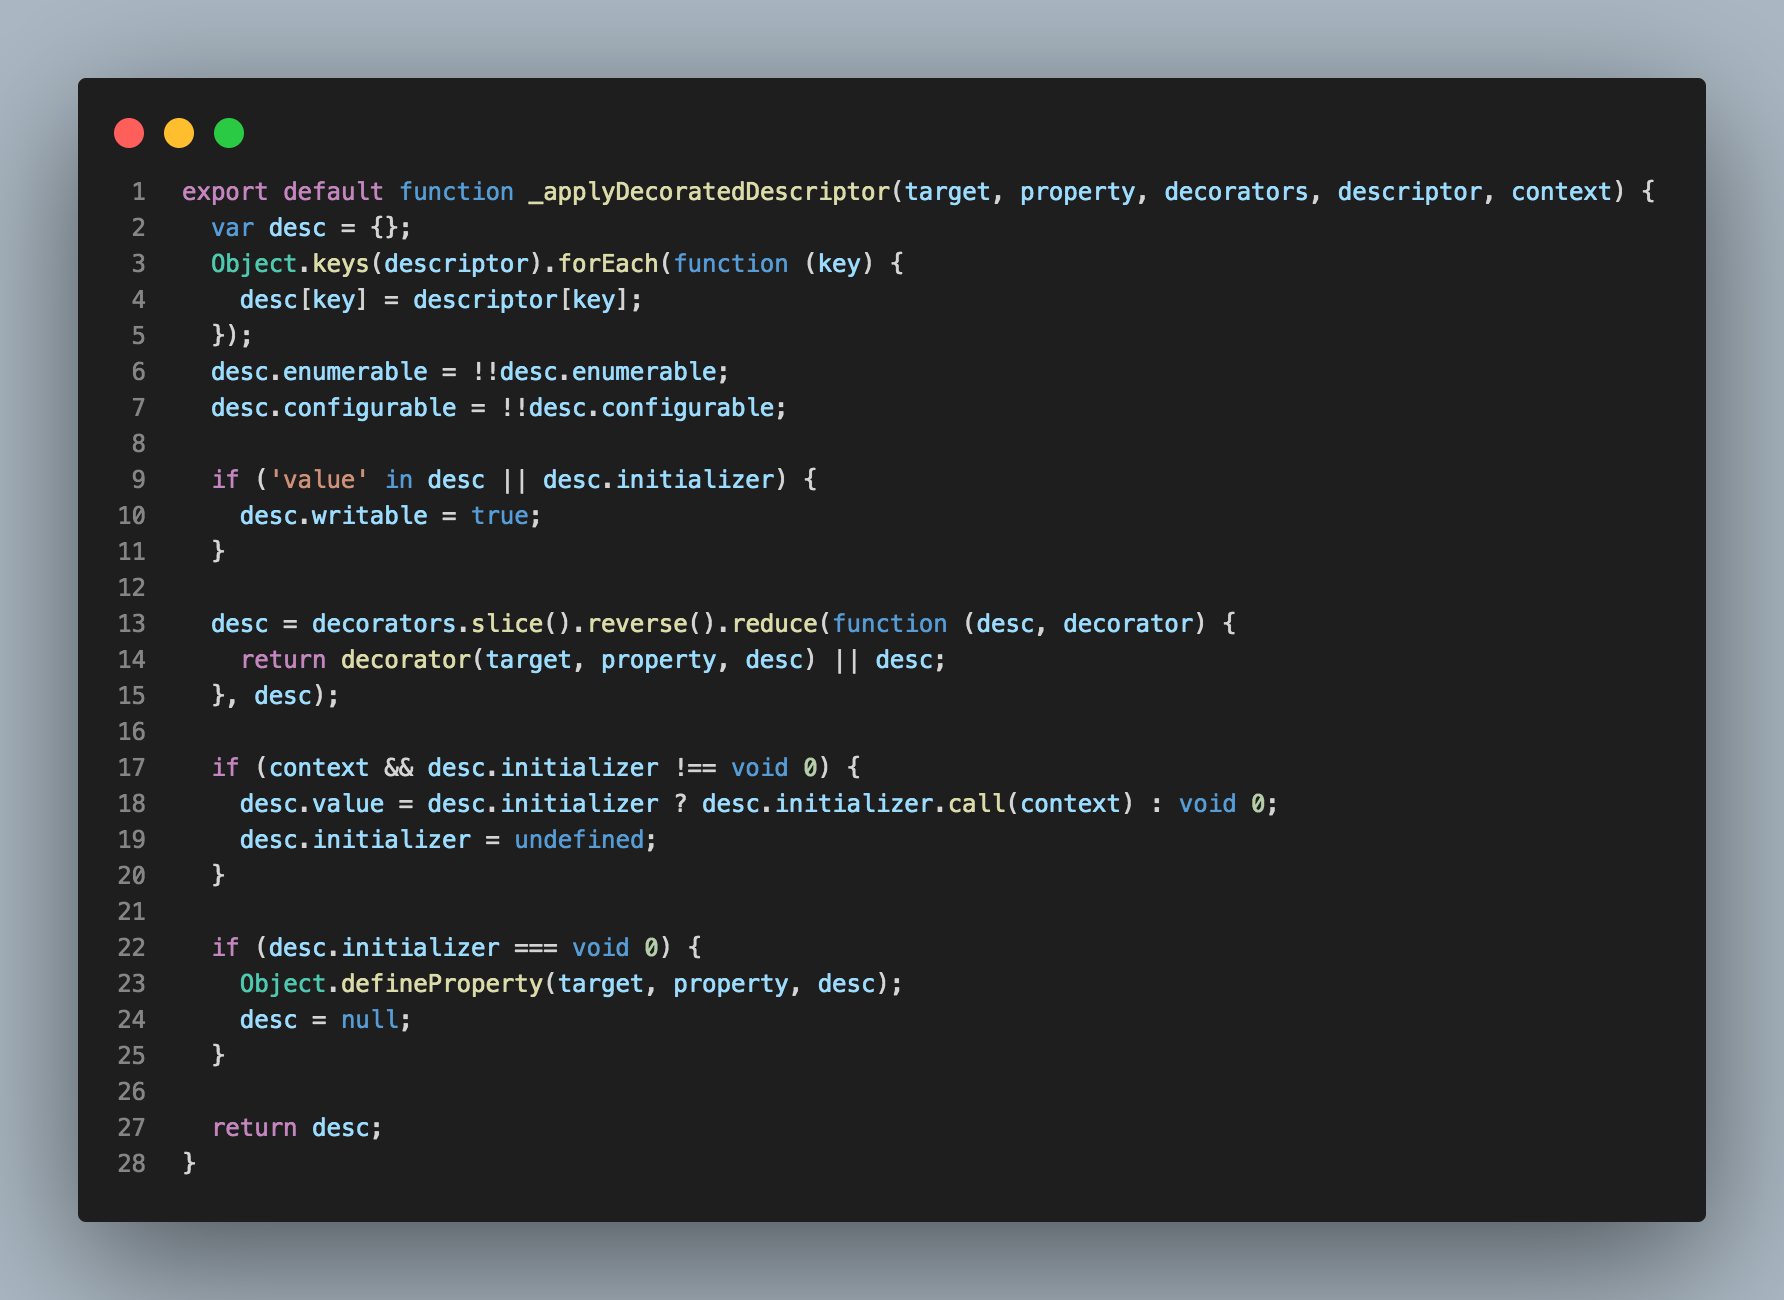 1 export default function _applyDecoratedDescriptor(target, property, decorators, descriptor, context) {
2   var desc = {};
3   Object.keys(descriptor).forEach(function (key) {
4     desc[key] = descriptor[key];
5   });
6   desc.enumerable = !!desc.enumerable;
7   desc.configurable = !!desc.configurable;
8
9   if ('value' in desc || desc.initializer) {
10     desc.writable = true;
11   }
12
13   desc = decorators.slice().reverse().reduce(function (desc, decorator) {
14     return decorator(target, property, desc) || desc;
15   }, desc);
16
17   if (context && desc.initializer !== void 0) {
18     desc.value = desc.initializer ? desc.initializer.call(context) : void 0;
19     desc.initializer = undefined;
20   }
21
22   if (desc.initializer === void 0) {
23     Object.defineProperty(target, property, desc);
24     desc = null;
25   }
26
27   return desc;
28 }